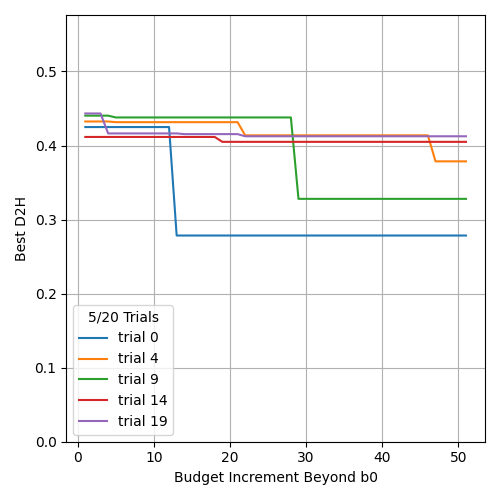 0.5
0.4
0.3
0.2
0.1
0.0
Best D2H
5/20 Trials
trial 0
trial 4
trial 9
trial 14
trial 19
0 10 20 30 40 50
Budget Increment Beyond b0